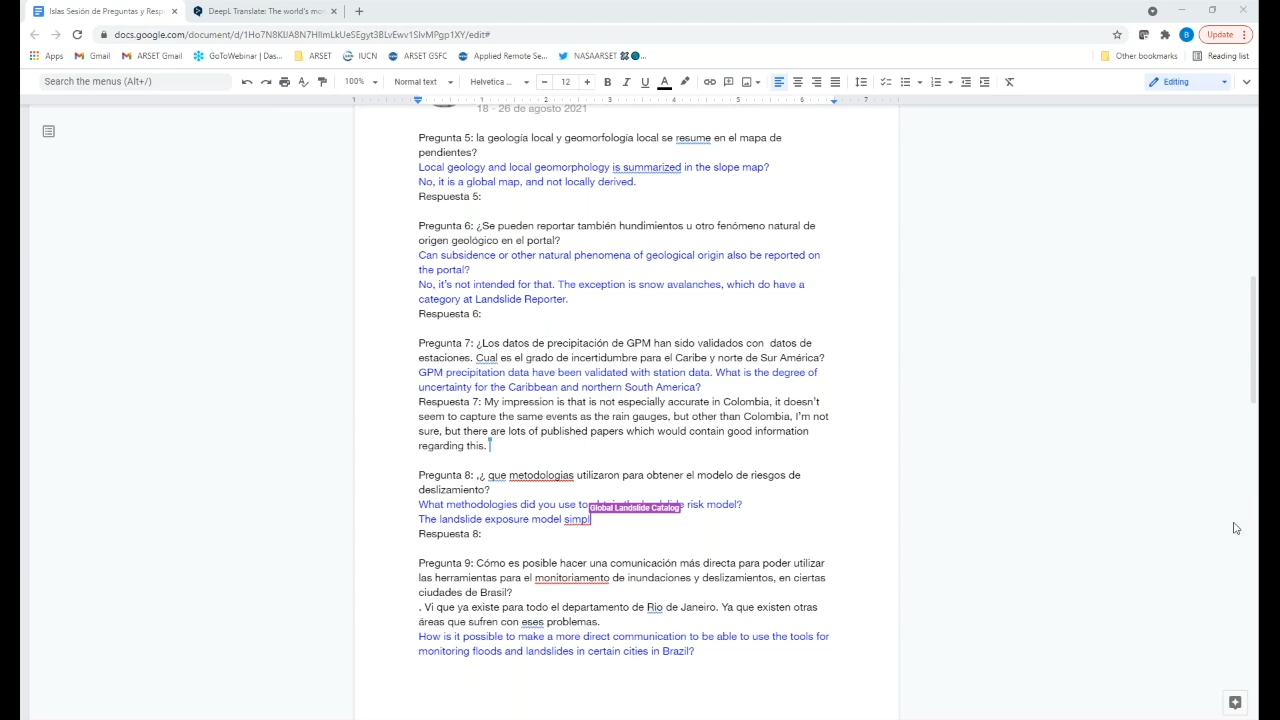 Islas Sesión de Preguntas y Resp
DeepL Translate: The world's mo
docs.google.com/document/d/
/edit#
B
Update
Apps
Gmail
ARSET Gmail
GoToWebinar | Das...
ARSET
IUCN
ARSET GSFC
Applied Remote Se...
NASAARSET
Other bookmarks
Reading list
Search the menus (Alt+/)
100%
Normal text
Helvetica ...
12
B I U A
Editing
1 1 2 3 4 5 6 7
18 - 26 de agosto 2021
Pregunta 5: la geología local y geomorfología local se resume en el mapa de
pendientes?
Local geology and local geomorphology is summarized in the slope map?
No, it is a global map, and not locally derived.
Respuesta 5:
Pregunta 6: ¿Se pueden reportar también hundimientos u otro fenómeno natural de
origen geológico en el portal?
Can subsidence or other natural phenomena of geological origin also be reported on
the portal?
No, it's not intended for that. The exception is snow avalanches, which do have a
category at Landslide Reporter.
Respuesta 6:
Pregunta 7: ¿Los datos de precipitación de GPM han sido validados con datos de
estaciones. Cual es el grado de incertidumbre para el Caribe y norte de Sur América?
GPM precipitation data have been validated with station data. What is the degree of
uncertainty for the Caribbean and northern South America?
Respuesta 7: My impression is that is not especially accurate in Colombia, it doesn't
seem to capture the same events as the rain gauges, but other than Colombia, I'm not
sure, but there are lots of published papers which would contain good information
regarding this.
Pregunta 8: ,¿ que metodologias utilizaron para obtener el modelo de riesgos de
deslizamiento?
What methodologies did you use to risk model?
Global Landslide Catalog
The landslide exposure model simpl
Respuesta 8:
Pregunta 9: Cómo es posible hacer una comunicación más directa para poder utilizar
las herramientas para el monitoriamento de inundaciones y deslizamientos, en ciertas
ciudades de Brasil?
. Vi que ya existe para todo el departamento de Rio de Janeiro. Ya que existen otras
áreas que sufren con eses problemas.
How is it possible to make a more direct communication to be able to use the tools for
monitoring floods and landslides in certain cities in Brazil?